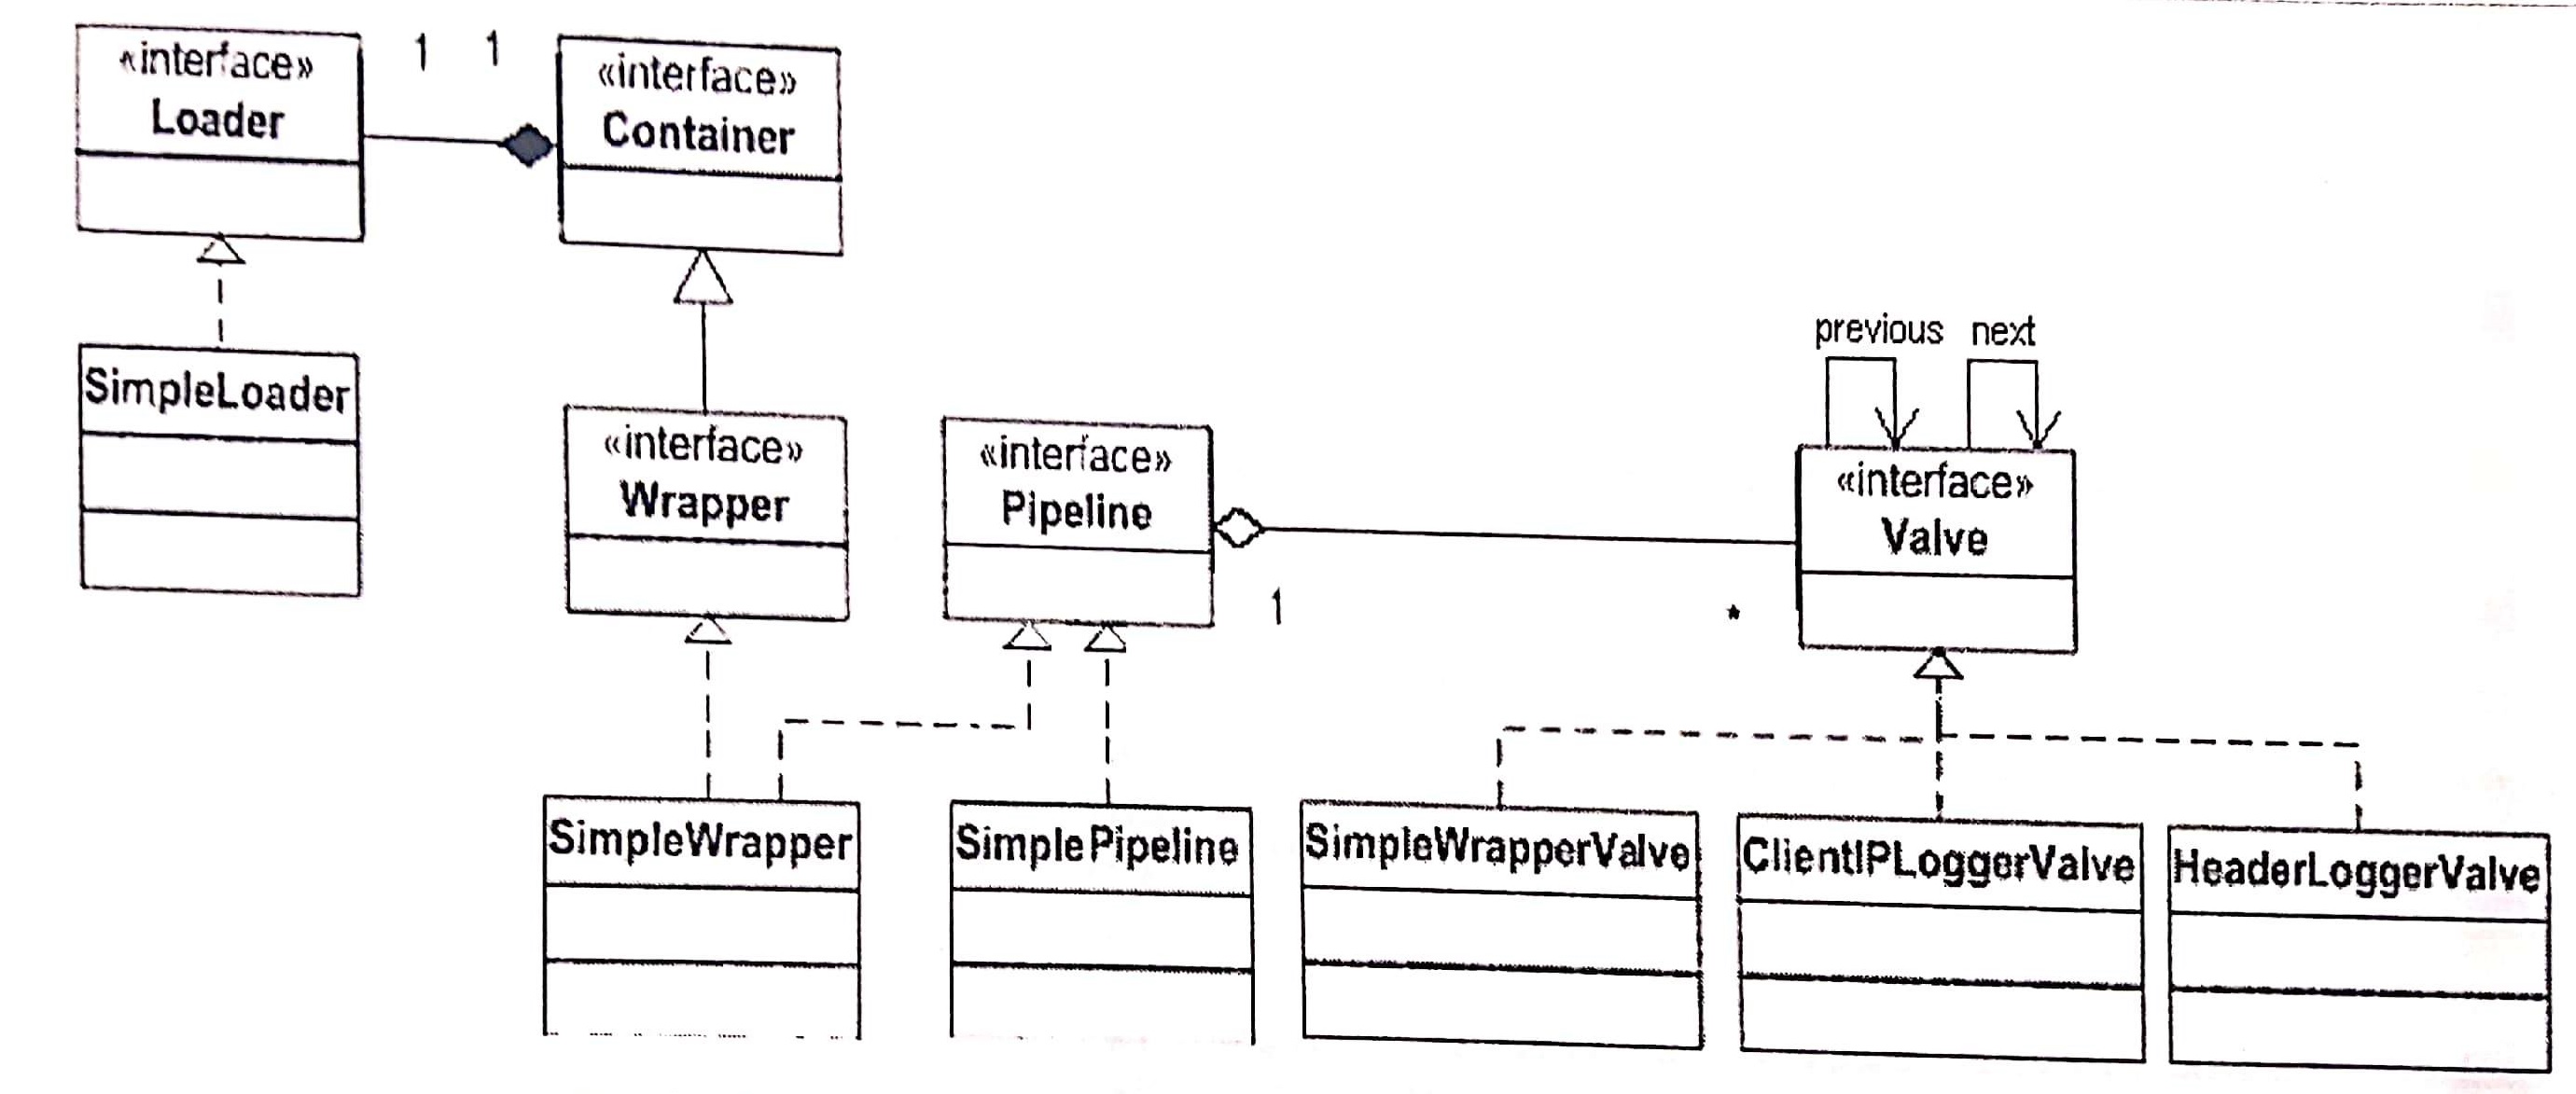 «interface»
Loader
1 1
«interface»
Container
SimpleLoader
«interface»
Wrapper
«interface»
Pipeline
1
*
previous next
«interface»
Valve
SimpleWrapper
SimplePipeline
SimpleWrapperValve
ClientIPLoggerValve
HeaderLoggerValve